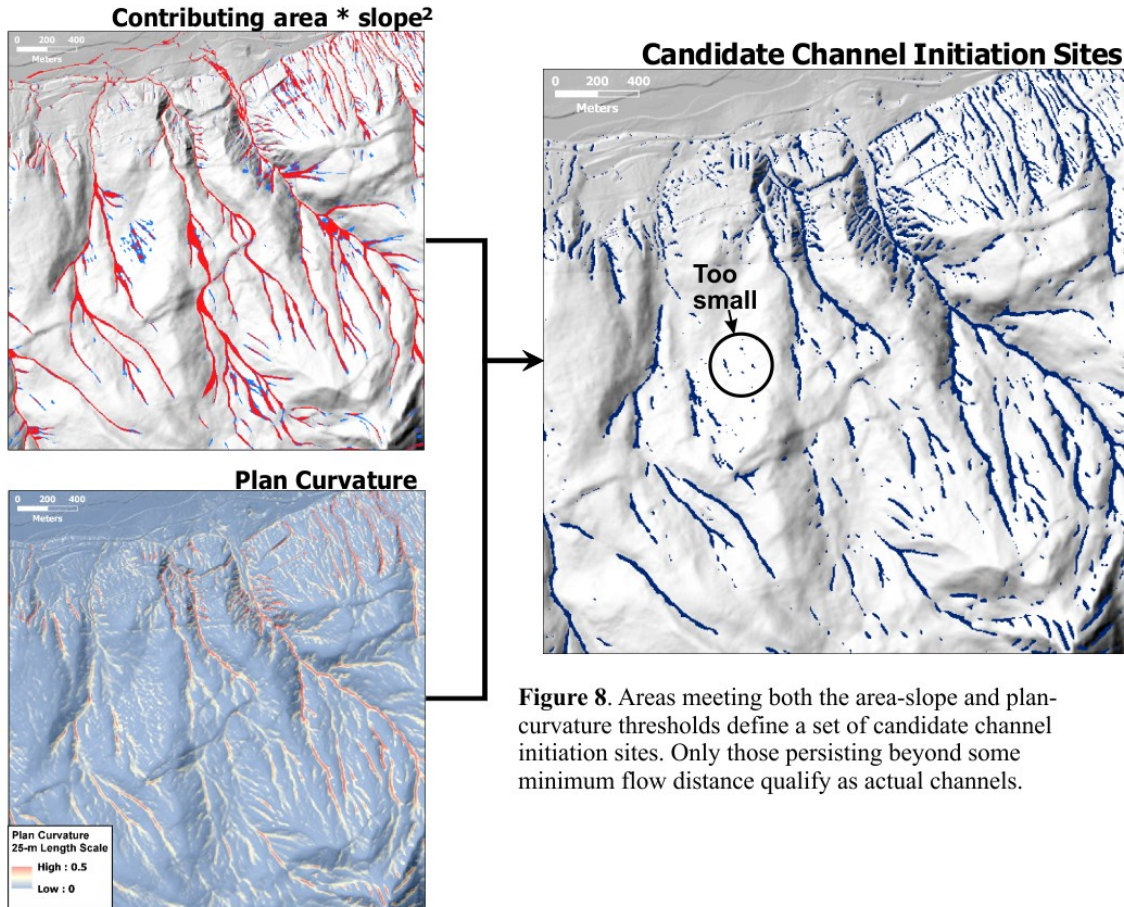 Contributing area * slope²
0 200 400
Meters
Candidate Channel Initiation Sites
0 200 400
Meters
Too
small
Plan Curvature
0 200 400
Meters
Plan Curvature
25-m Length Scale
High : 0.5
Low : 0
Figure 8. Areas meeting both the area-slope and plan-
curvature thresholds define a set of candidate channel
initiation sites. Only those persisting beyond some
minimum flow distance qualify as actual channels.